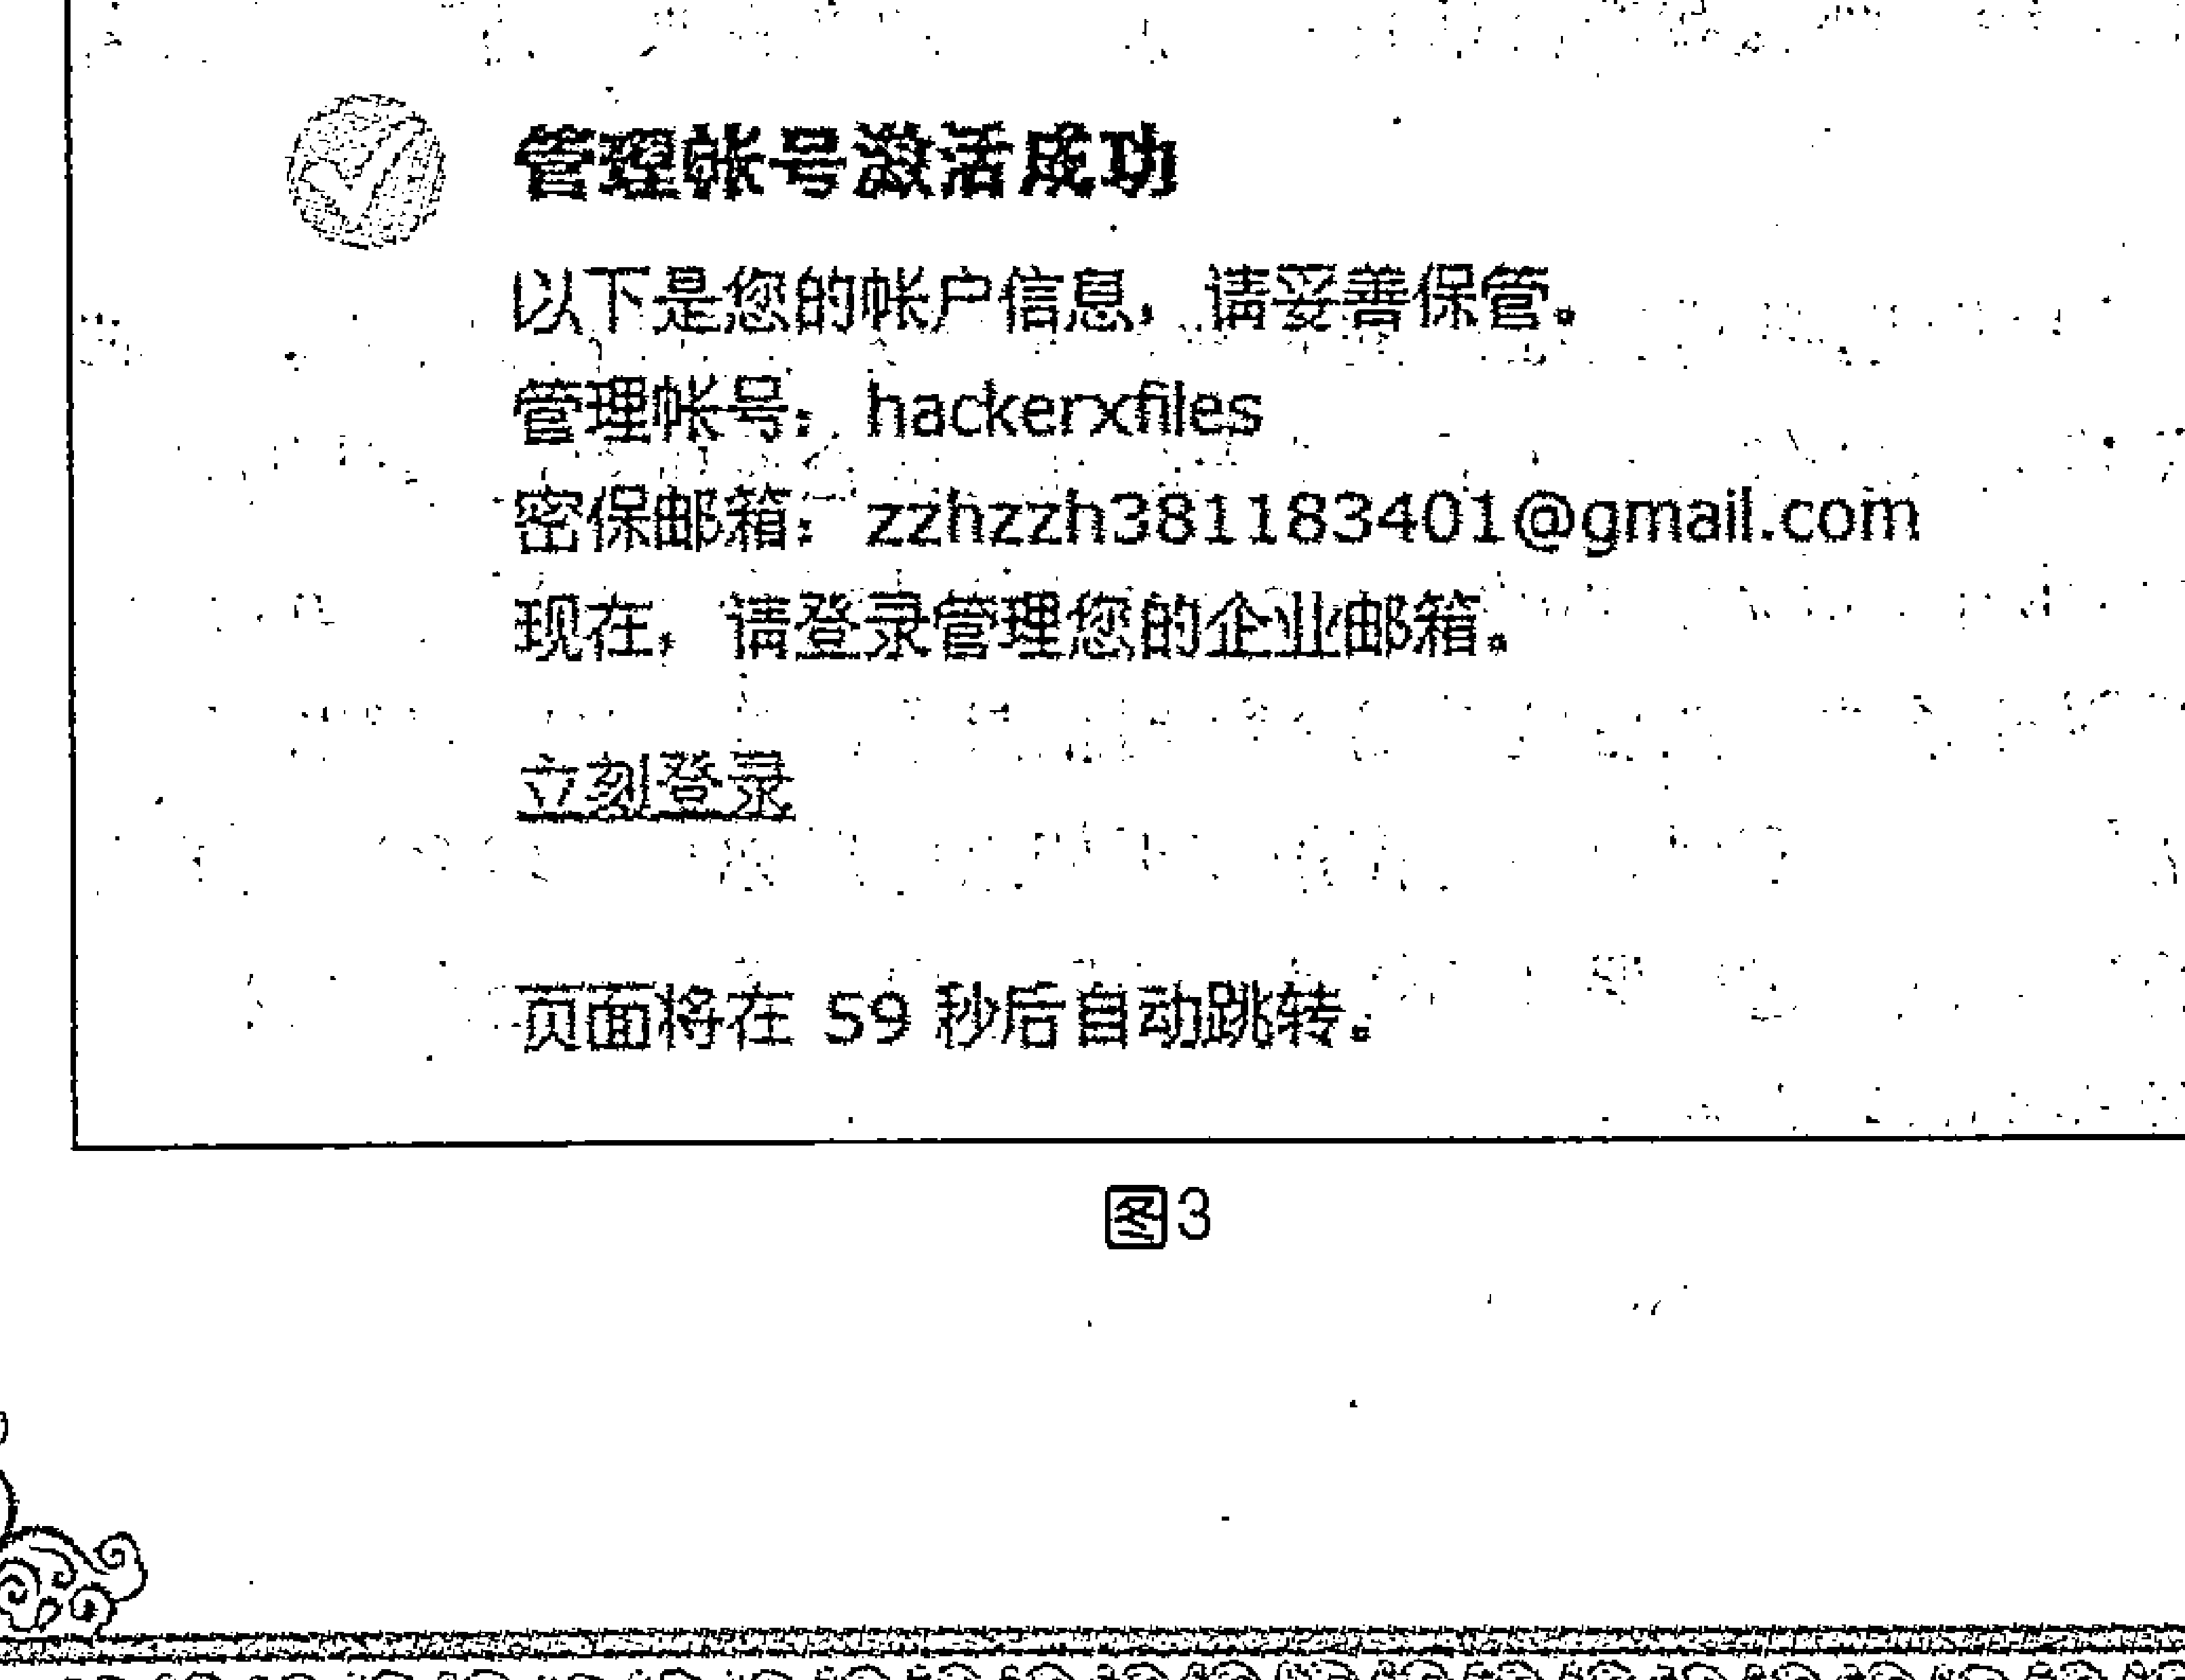 管理帐号激活成功
以下是您的帐户信息，请妥善保管。
管理帐号：hackerxfiles
密保邮箱：zzhzzh381183401@gmail.com
现在，请登录管理您的企业邮箱。
立刻登录
页面将在 59 秒后自动跳转。
图3